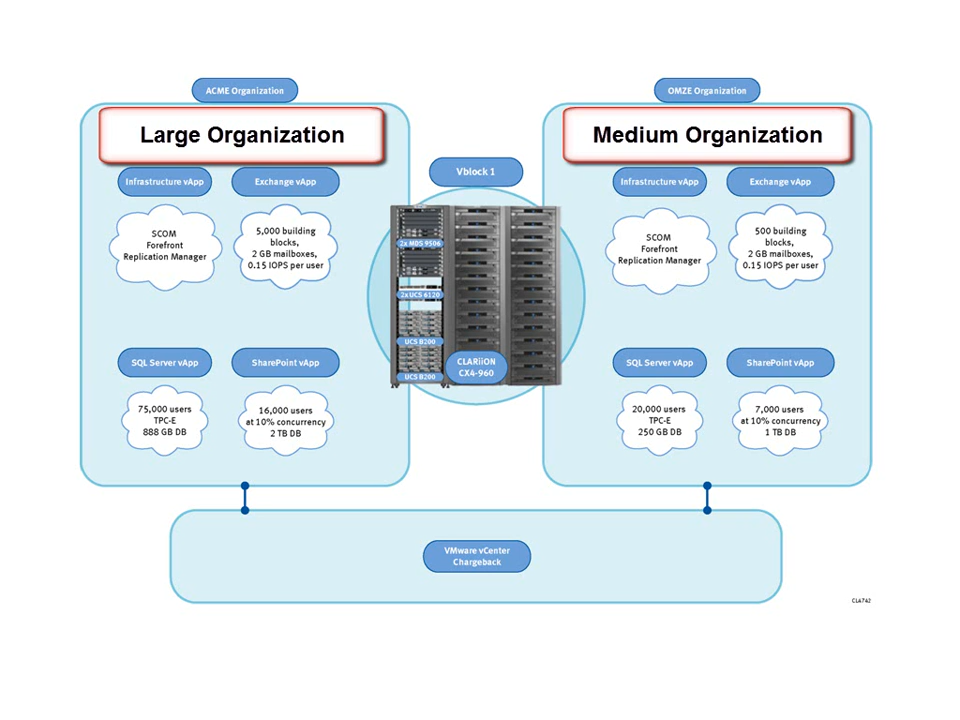 ACME Organization
OMZE Organization
Large Organization
Medium Organization
Vblock 1
Infrastructure vApp
Exchange vApp
SCOM
Forefront
Replication Manager
5,000 building
blocks,
2 GB mailboxes,
0.15 IOPS per user
SQL Server vApp
SharePoint vApp
75,000 users
TPC-E
888 GB DB
16,000 users
at 10% concurrency
2 TB DB
2x MDS 9506
2x UCS 6120
UCS B200
UCS B200
CLARiiON
CX4-960
Infrastructure vApp
Exchange vApp
SCOM
Forefront
Replication Manager
500 building
blocks,
2 GB mailboxes,
0.15 IOPS per user
SQL Server vApp
SharePoint vApp
20,000 users
TPC-E
250 GB DB
7,000 users
at 10% concurrency
1 TB DB
VMware vCenter
Chargeback
CLA742